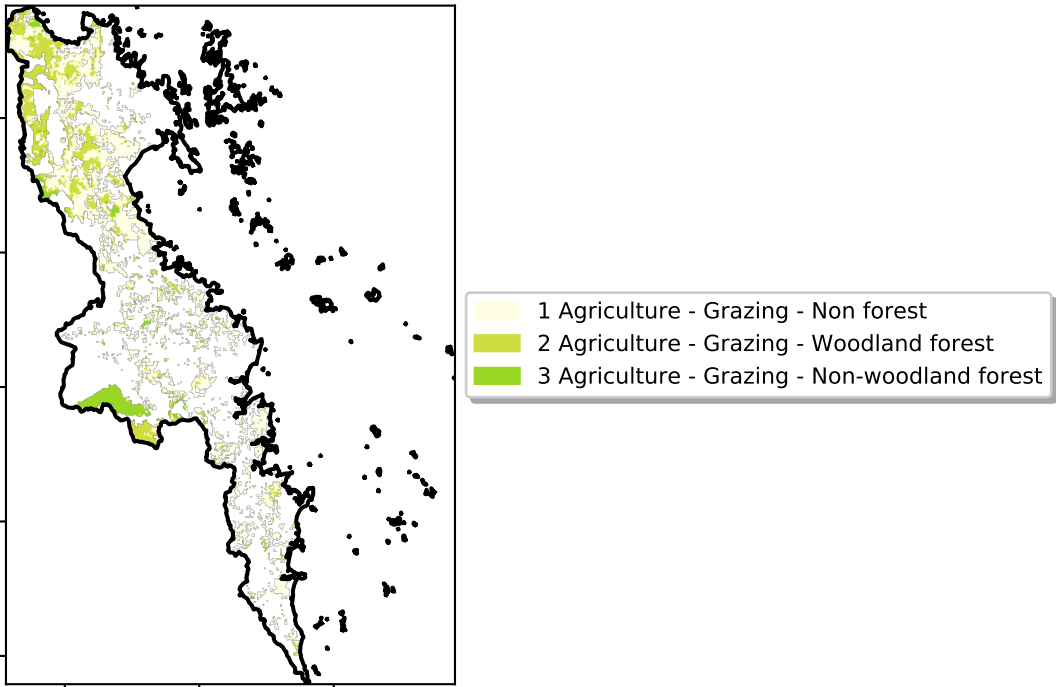 1 Agriculture - Grazing - Non forest
2 Agriculture - Grazing - Woodland forest
3 Agriculture - Grazing - Non-woodland forest